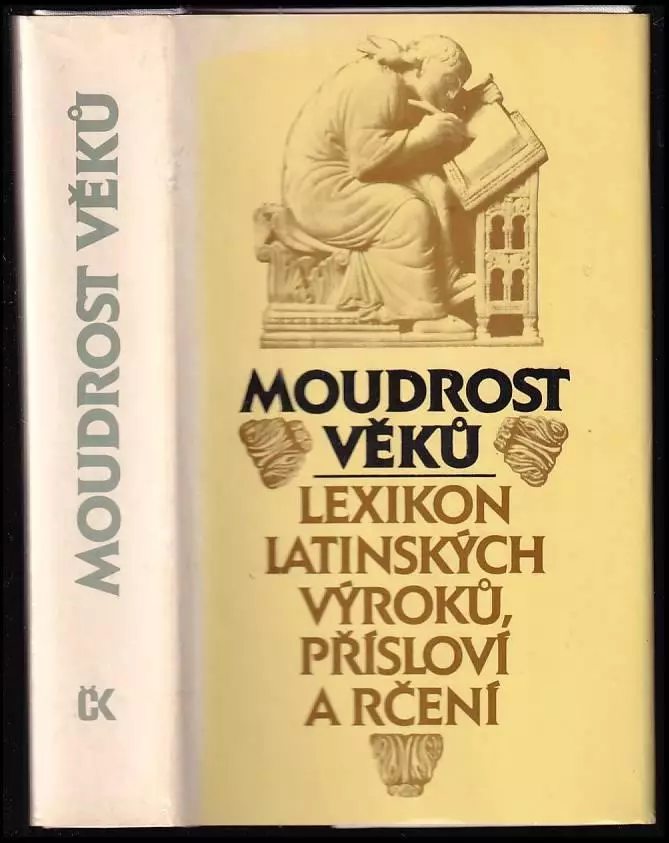 MOUDROST VĚKŮ
ČK
MOUDROST
VĚKŮ
LEXIKON
LATINSKÝCH
VÝROKŮ,
PŘÍSLOVÍ
A RČENÍ